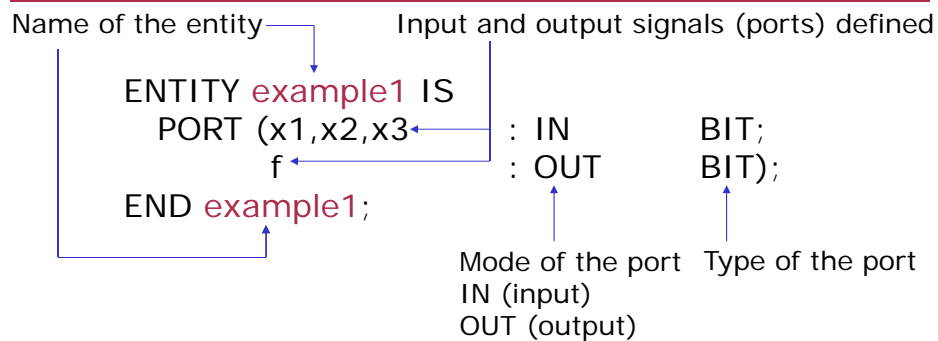 Name of the entity Input and output signals (ports) defined
ENTITY example1 IS
PORT (x1,x2,x3 : IN BIT;
f : OUT BIT);
END example1;
Mode of the port Type of the port
IN (input)
OUT (output)